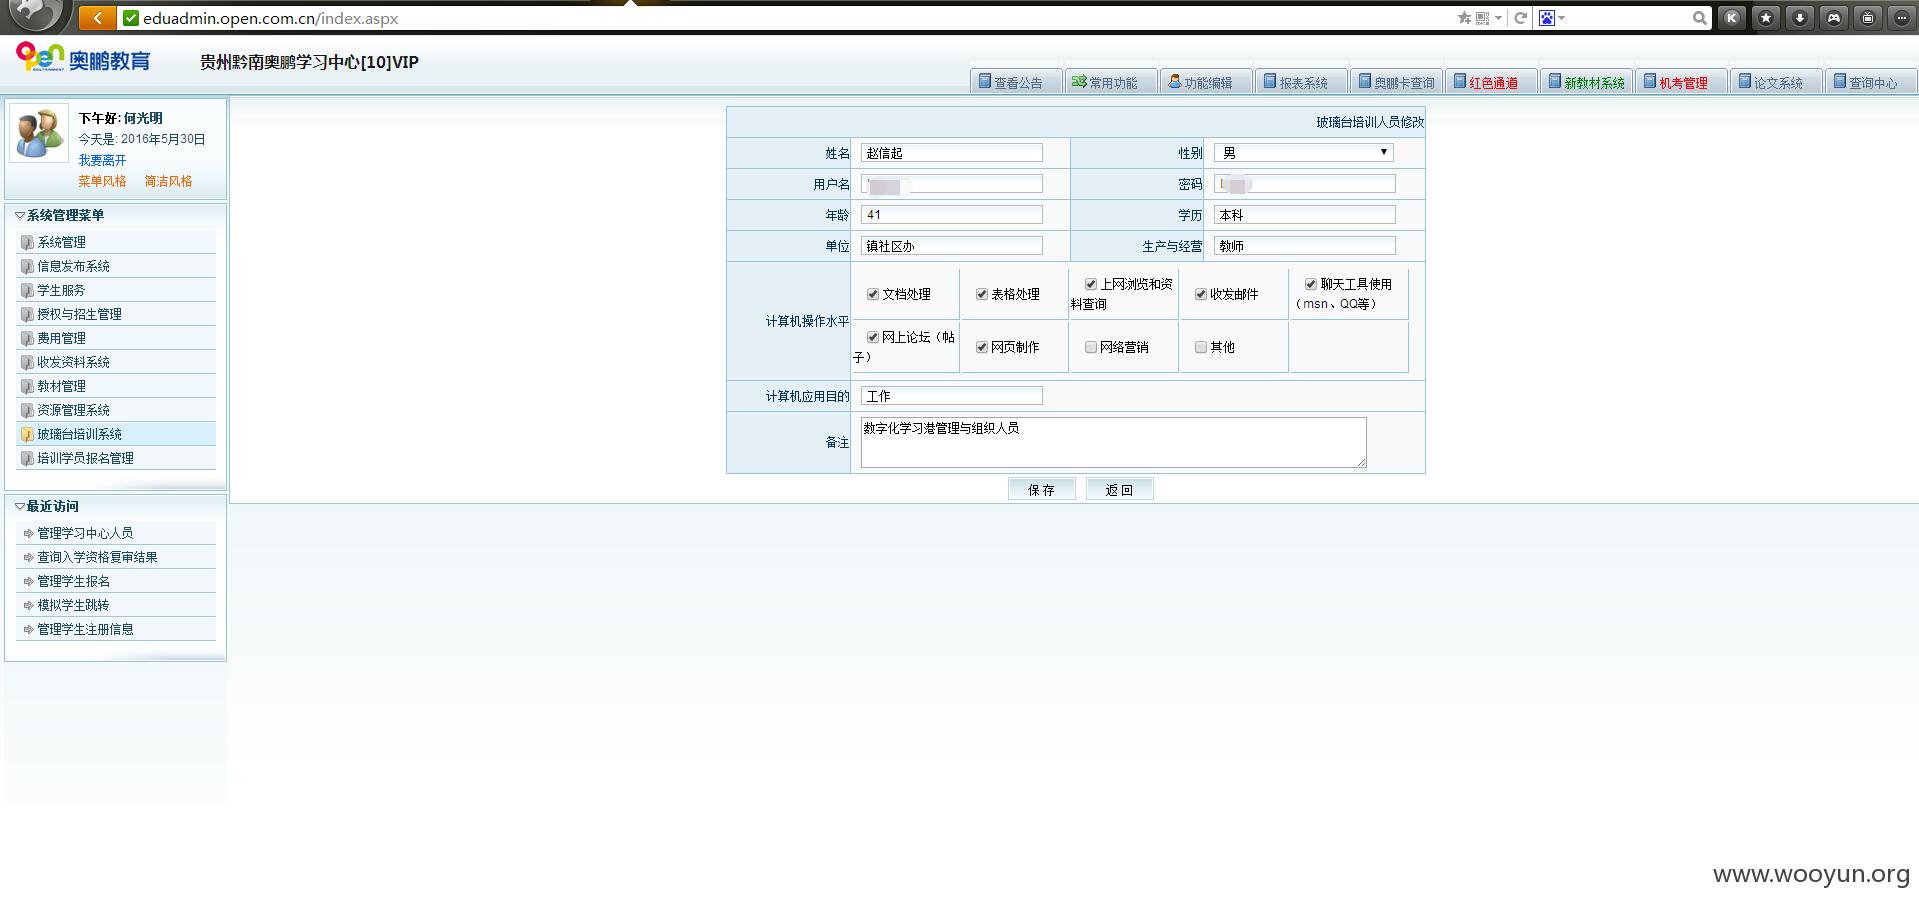 eduadmin.open.com.cn/index.aspx
open 奥鹏教育
贵州黔南奥鹏学习中心[10]VIP
查看公告 常用功能 功能编辑 报表系统 奥鹏卡查询 红色通道 新教材系统 机考管理 论文系统 查询中心
下午好: 何光明
今天是: 2016年5月30日
我要离开
菜单风格 简洁风格
系统管理菜单
系统管理
信息发布系统
学生服务
授权与招生管理
费用管理
收发资料系统
教材管理
资源管理系统
玻璃台培训系统
培训学员报名管理
最近访问
管理学习中心人员
查询入学资格复审结果
管理学生报名
模拟学生跳转
管理学生注册信息
玻璃台培训人员修改
姓名 赵信起 性别 男
用户名 密码
年龄 41 学历 本科
单位 镇社区办 生产与经营 教师
计算机操作水平
文档处理 表格处理 上网浏览和资料查询 收发邮件 聊天工具使用（msn、QQ等）
网上论坛（帖子） 网页制作 网络营销 其他
计算机应用目的 工作
备注 数字化学习港管理与组织人员
保存 返回
www.wooyun.org